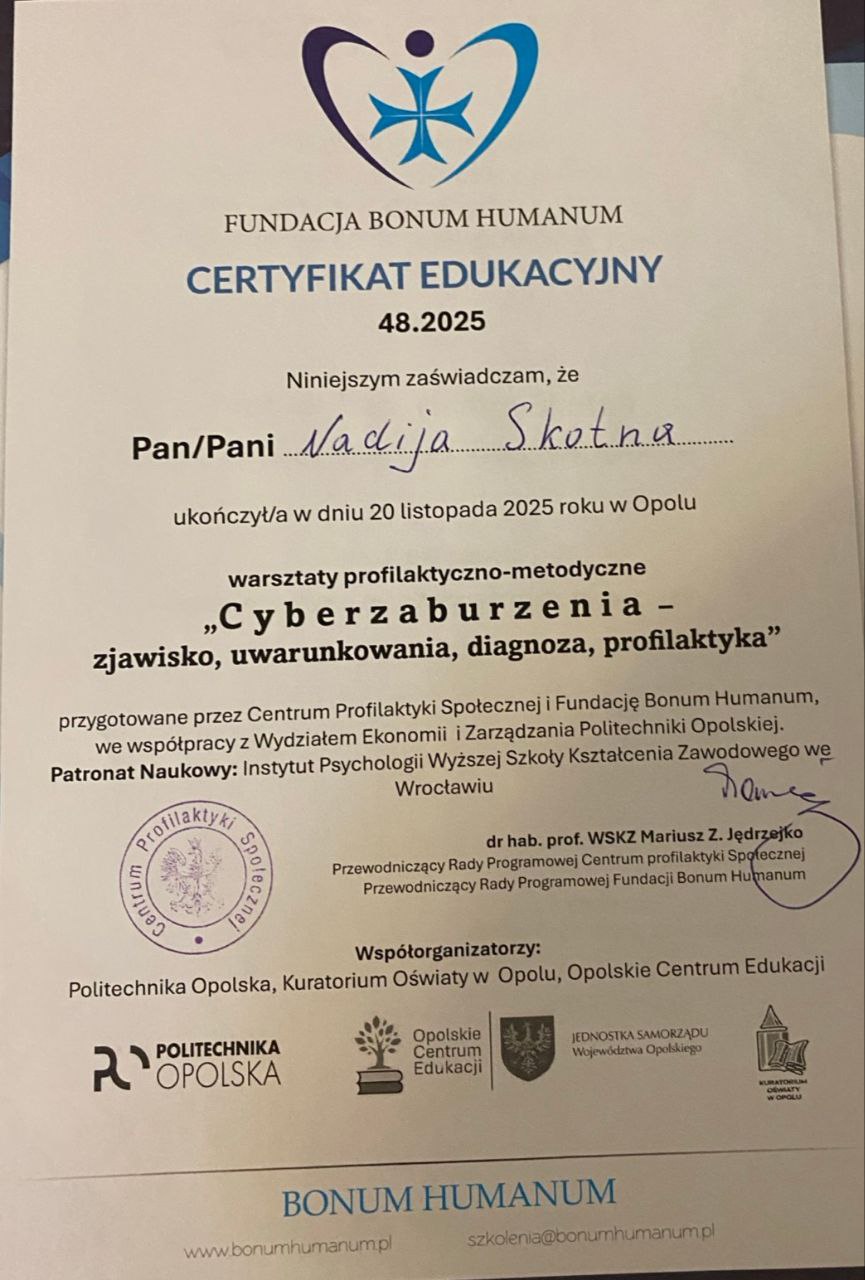 FUNDACJA BONUM HUMANUM
CERTYFIKAT EDUKACYJNY
48.2025
Niniejszym zaświadczam, że
Pan/Pani Nadija Skotna
ukończył/a w dniu 20 listopada 2025 roku w Opolu
warsztaty profilaktyczno-metodyczne
„Cyberzaburzenia –
zjawisko, uwarunkowania, diagnoza, profilaktyka”
przygotowane przez Centrum Profilaktyki Społecznej i Fundację Bonum Humanum,
we współpracy z Wydziałem Ekonomii i Zarządzania Politechniki Opolskiej.
Patronat Naukowy: Instytut Psychologii Wyższej Szkoły Kształcenia Zawodowego we
Wrocławiu
Centrum Profilaktyki Społecznej
dr hab. prof. WSKZ Mariusz Z. Jędrzejko
Przewodniczący Rady Programowej Centrum profilaktyki Społecznej
Przewodniczący Rady Programowej Fundacji Bonum Humanum
Współorganizatorzy:
Politechnika Opolska, Kuratorium Oświaty w Opolu, Opolskie Centrum Edukacji
POLITECHNIKA
OPOLSKA
Opolskie
Centrum
Edukacji
JEDNOSTKA SAMORZĄDU
Województwa Opolskiego
KURATORIUM
OŚWIATY
W OPOLU
BONUM HUMANUM
www.bonumhumanum.pl szkolenia@bonumhumanum.pl